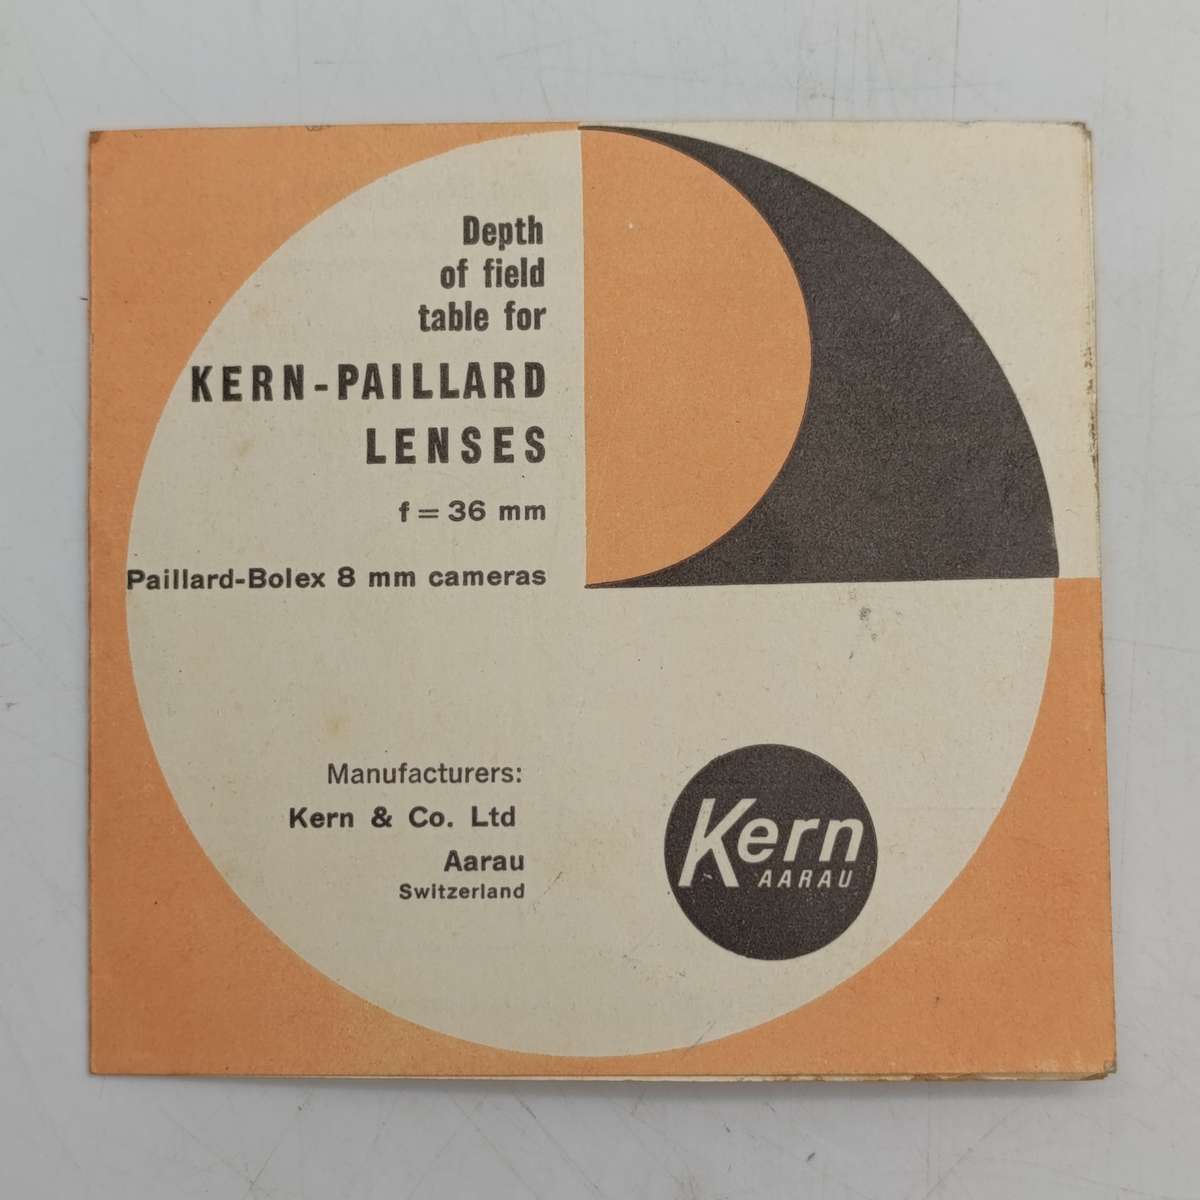 Depth
of field
table for
KERN-PAILLARD
LENSES
f = 36 mm
Paillard-Bolex 8 mm cameras
Manufacturers:
Kern & Co. Ltd
Aarau
Switzerland
Kern
AARAU